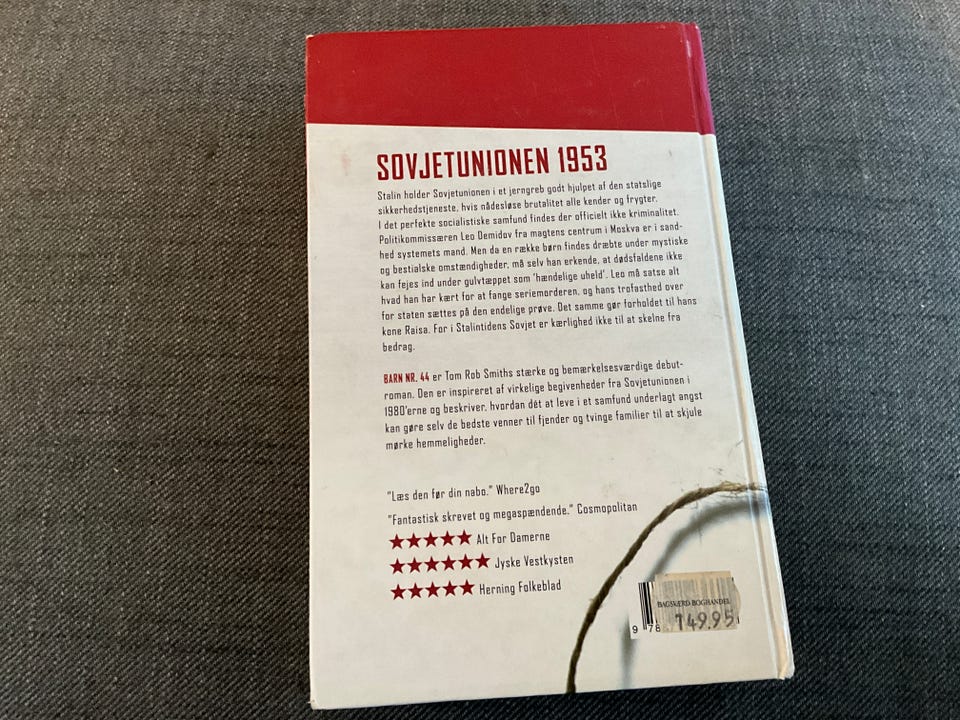 SOVJETUNIONEN 1953
Stalin holder Sovjetunionen i et jerngreb godt hjulpet af den statslige
sikkerhedstjeneste, hvis nådesløse brutalitet alle kender og frygter.
I det perfekte socialistiske samfund findes der officielt ikke kriminalitet.
Politikommissæren Leo Demidov fra magtens centrum i Moskva er i sand-
hed systemets mand. Men da en række børn findes dræbte under mystiske
og bestialske omstændigheder, må selv han erkende, at dødsfaldene ikke
kan fejes ind under gulvtæppet som 'hændelige uheld'. Leo må satse alt
hvad han har kært for at fange seriemorderen, og hans trofasthed over
for staten sættes på den endelige prøve. Det samme gør forholdet til hans
kone Raisa. For i Stalintidens Sovjet er kærlighed ikke til at skelne fra
bedrag.
BARN NR. 44 er Tom Rob Smiths stærke og bemærkelsesværdige debut-
roman. Den er inspireret af virkelige begivenheder fra Sovjetunionen i
1980'erne og beskriver, hvordan dét at leve i et samfund underlagt angst
kan gøre selv de bedste venner til fjender og tvinge familier til at skjule
mørke hemmeligheder.
"Læs den før din nabo." Where2go
"Fantastisk skrevet og megaspændende." Cosmopolitan
★★★★★ Alt For Damerne
★★★★★★ Jyske Vestkysten
★★★★★ Herning Folkeblad
BAGSVÆRD BOGHANDEL
9 78 149.95